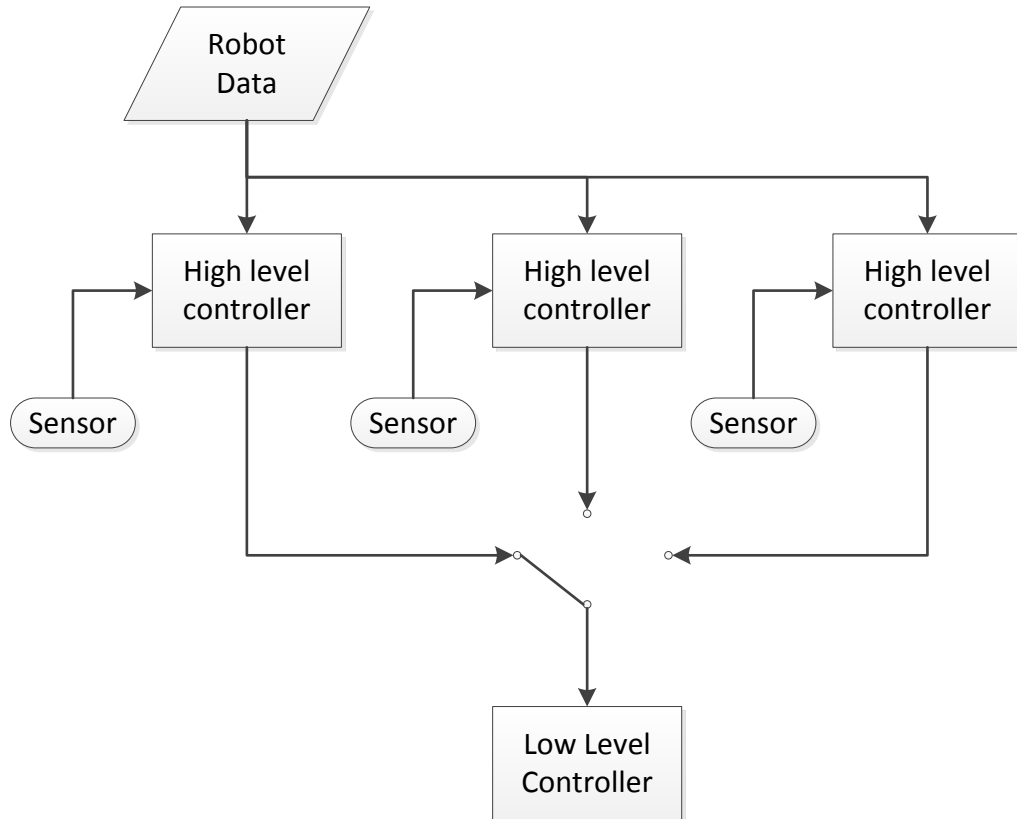 Robot
Data
High level
controller
High level
controller
High level
controller
Sensor
Sensor
Sensor
Low Level
Controller